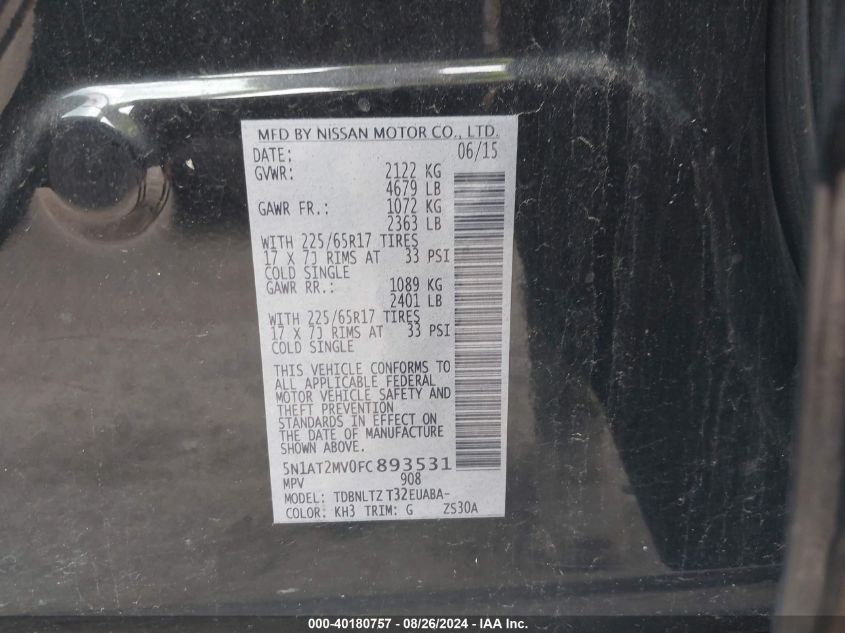 MFD BY NISSAN MOTOR CO., LTD.
DATE: 06/15
GVWR: 2122 KG
4679 LB
GAWR FR.: 1072 KG
2363 LB
WITH 225/65R17 TIRES
17 X 7J RIMS AT 33 PSI
COLD SINGLE
GAWR RR.: 1089 KG
2401 LB
WITH 225/65R17 TIRES
17 X 7J RIMS AT 33 PSI
COLD SINGLE
THIS VEHICLE CONFORMS TO
ALL APPLICABLE FEDERAL
MOTOR VEHICLE SAFETY AND
THEFT PREVENTION
STANDARDS IN EFFECT ON
THE DATE OF MANUFACTURE
SHOWN ABOVE.
5N1AT2MV0FC893531
MPV 908
MODEL: TDBNLTZ T32EUABA-
COLOR: KH3 TRIM: G ZS30A
000-40180757 - 08/26/2024 - IAA Inc.